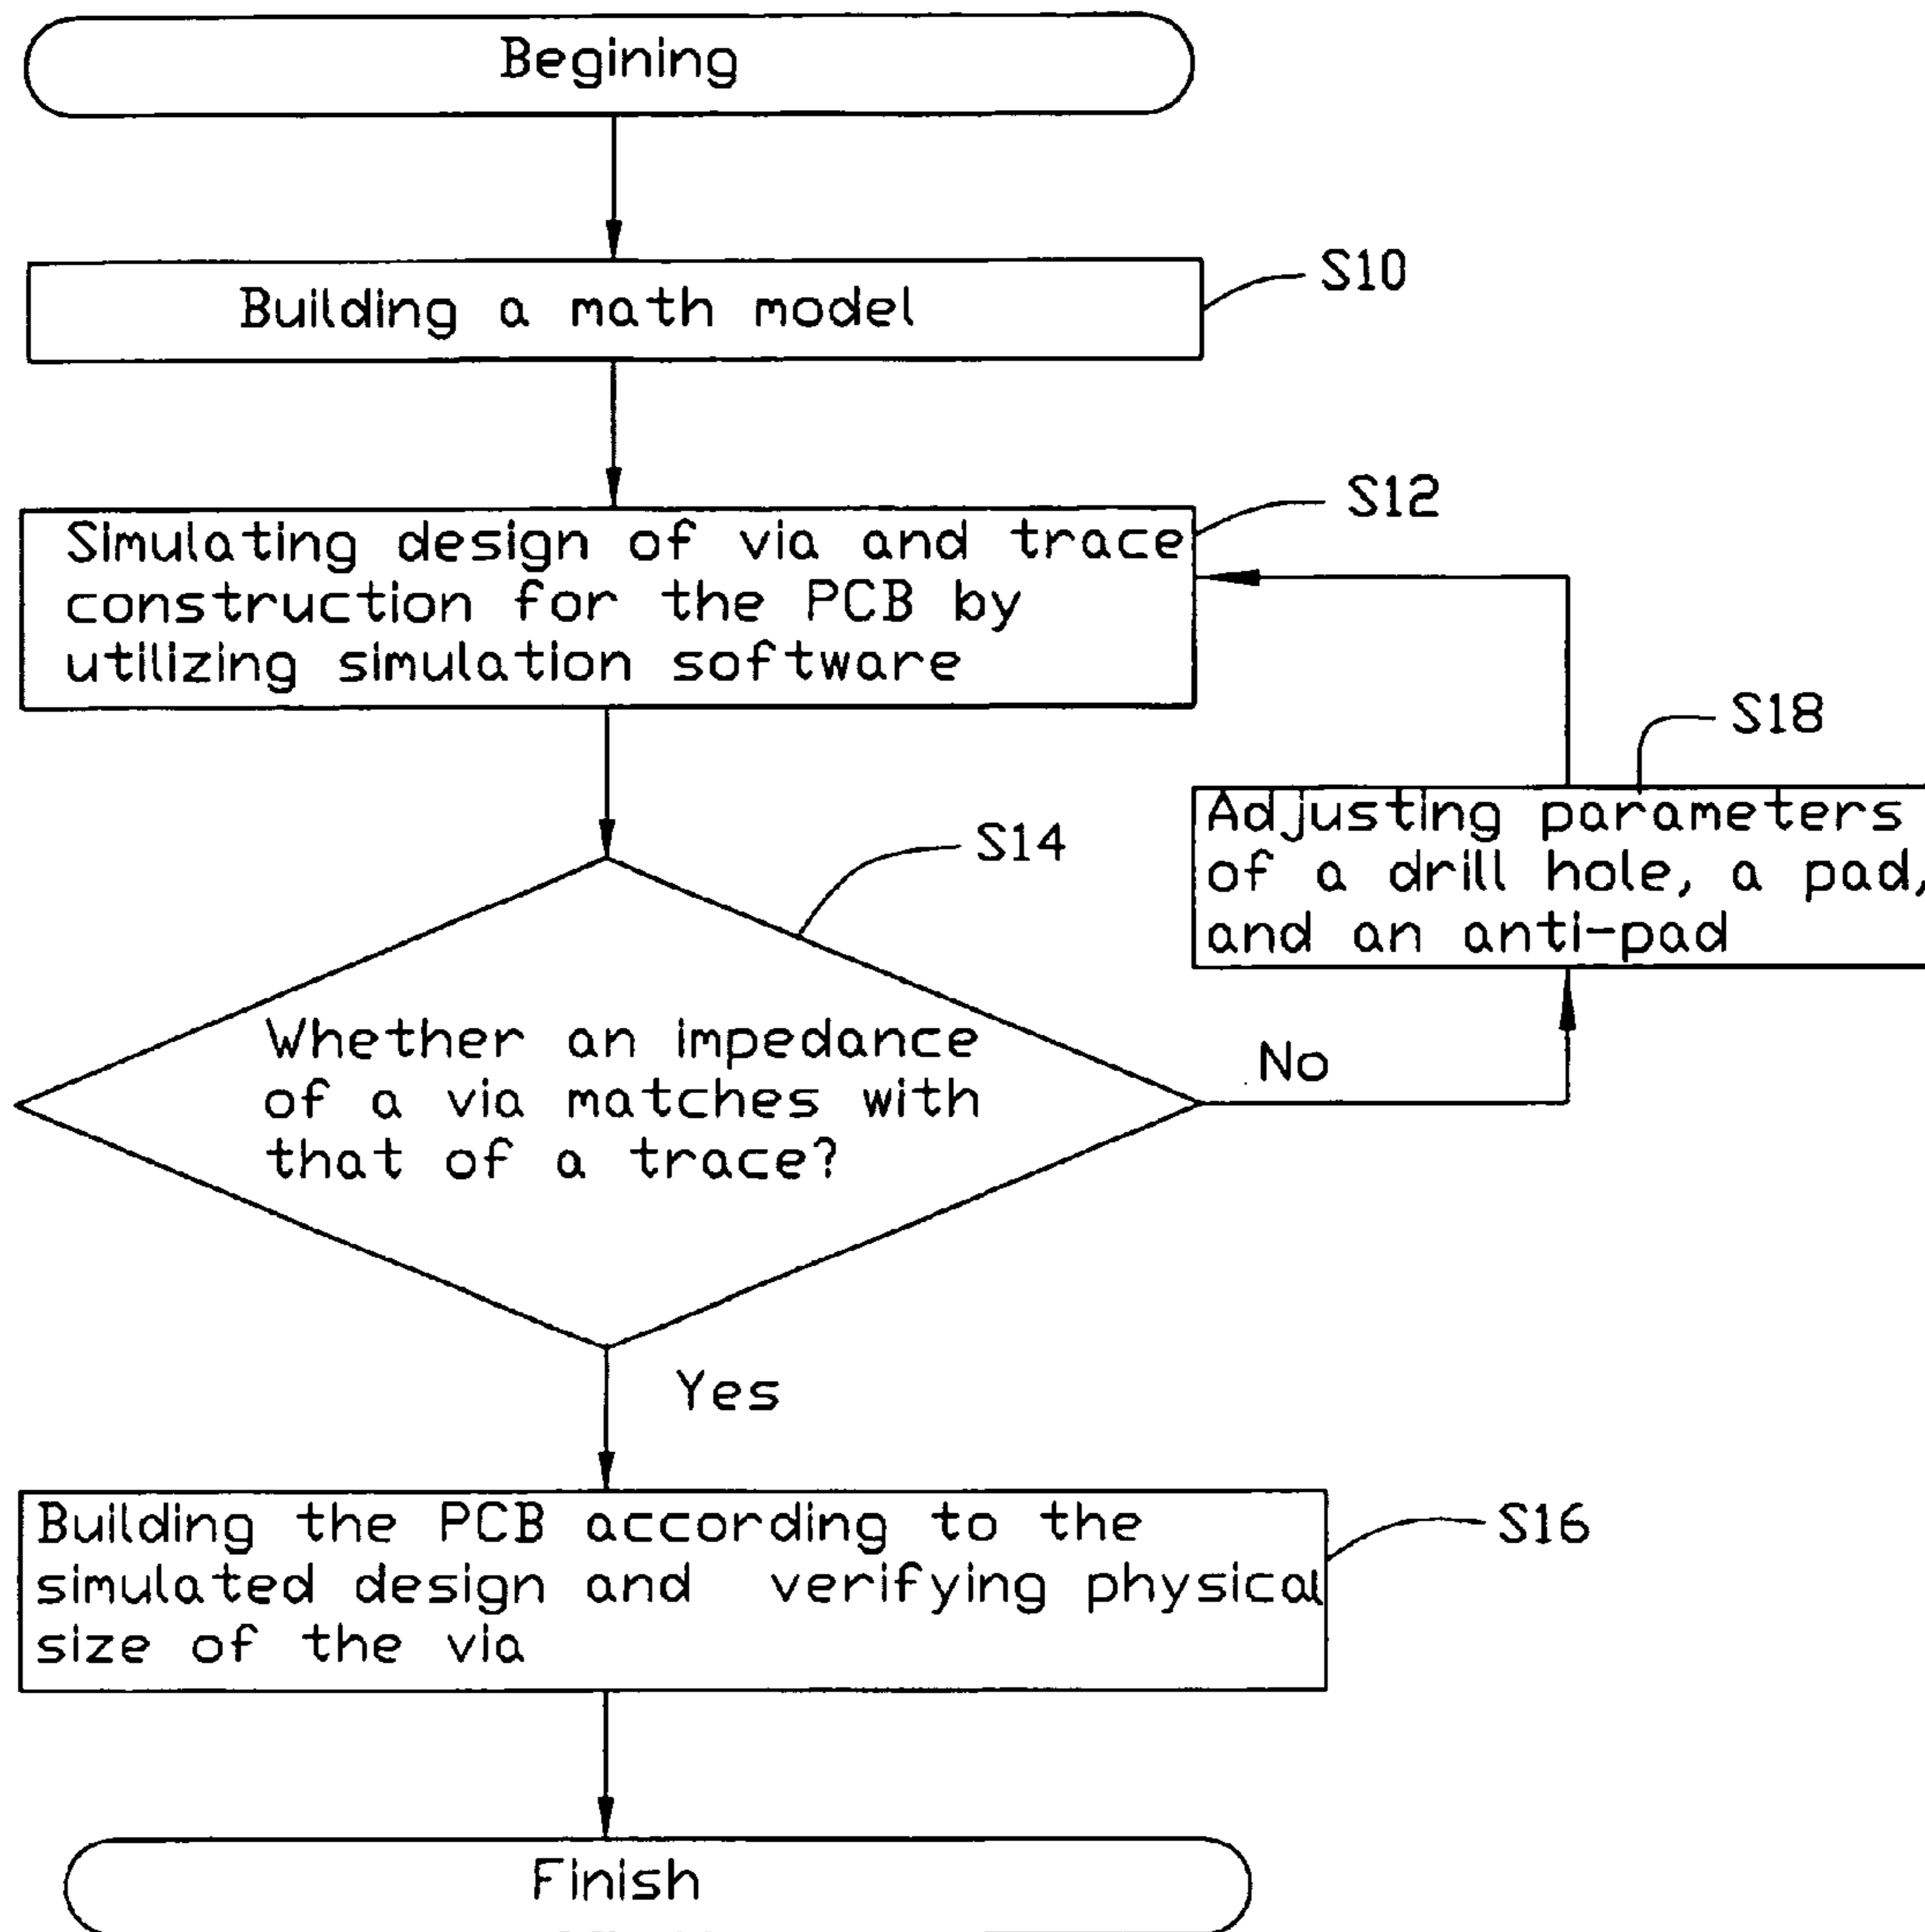 Begining
Building a math model
S10
Simulating design of via and trace
construction for the PCB by
utilizing simulation software
S12
S18
Adjusting parameters
of a drill hole, a pad,
and an anti-pad
S14
Whether an impedance
of a via matches with
that of a trace?
No
Yes
Building the PCB according to the
simulated design and verifying physical
size of the via
S16
Finish